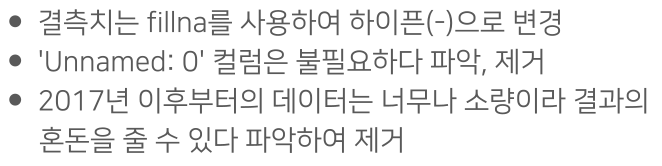 • 결측치는 fillna를 사용하여 하이픈(-)으로 변경
• 'Unnamed: 0' 컬럼은 불필요하다 파악, 제거
• 2017년 이후부터의 데이터는 너무나 소량이라 결과의
혼돈을 줄 수 있다 파악하여 제거